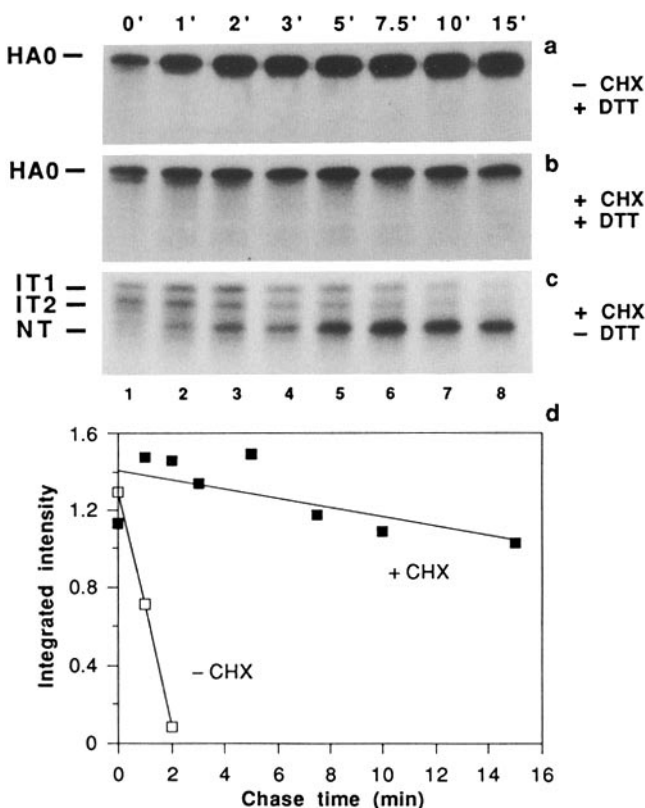 0' 1' 2' 3' 5' 7.5' 10' 15'
HA0 –
a
– CHX
+ DTT
HA0 –
b
+ CHX
+ DTT
IT1 –
IT2 –
NT –
c
+ CHX
– DTT
1 2 3 4 5 6 7 8
d
1.6
1.2
0.8
0.4
0
Integrated intensity
+ CHX
– CHX
0 2 4 6 8 10 12 14 16
Chase time (min)